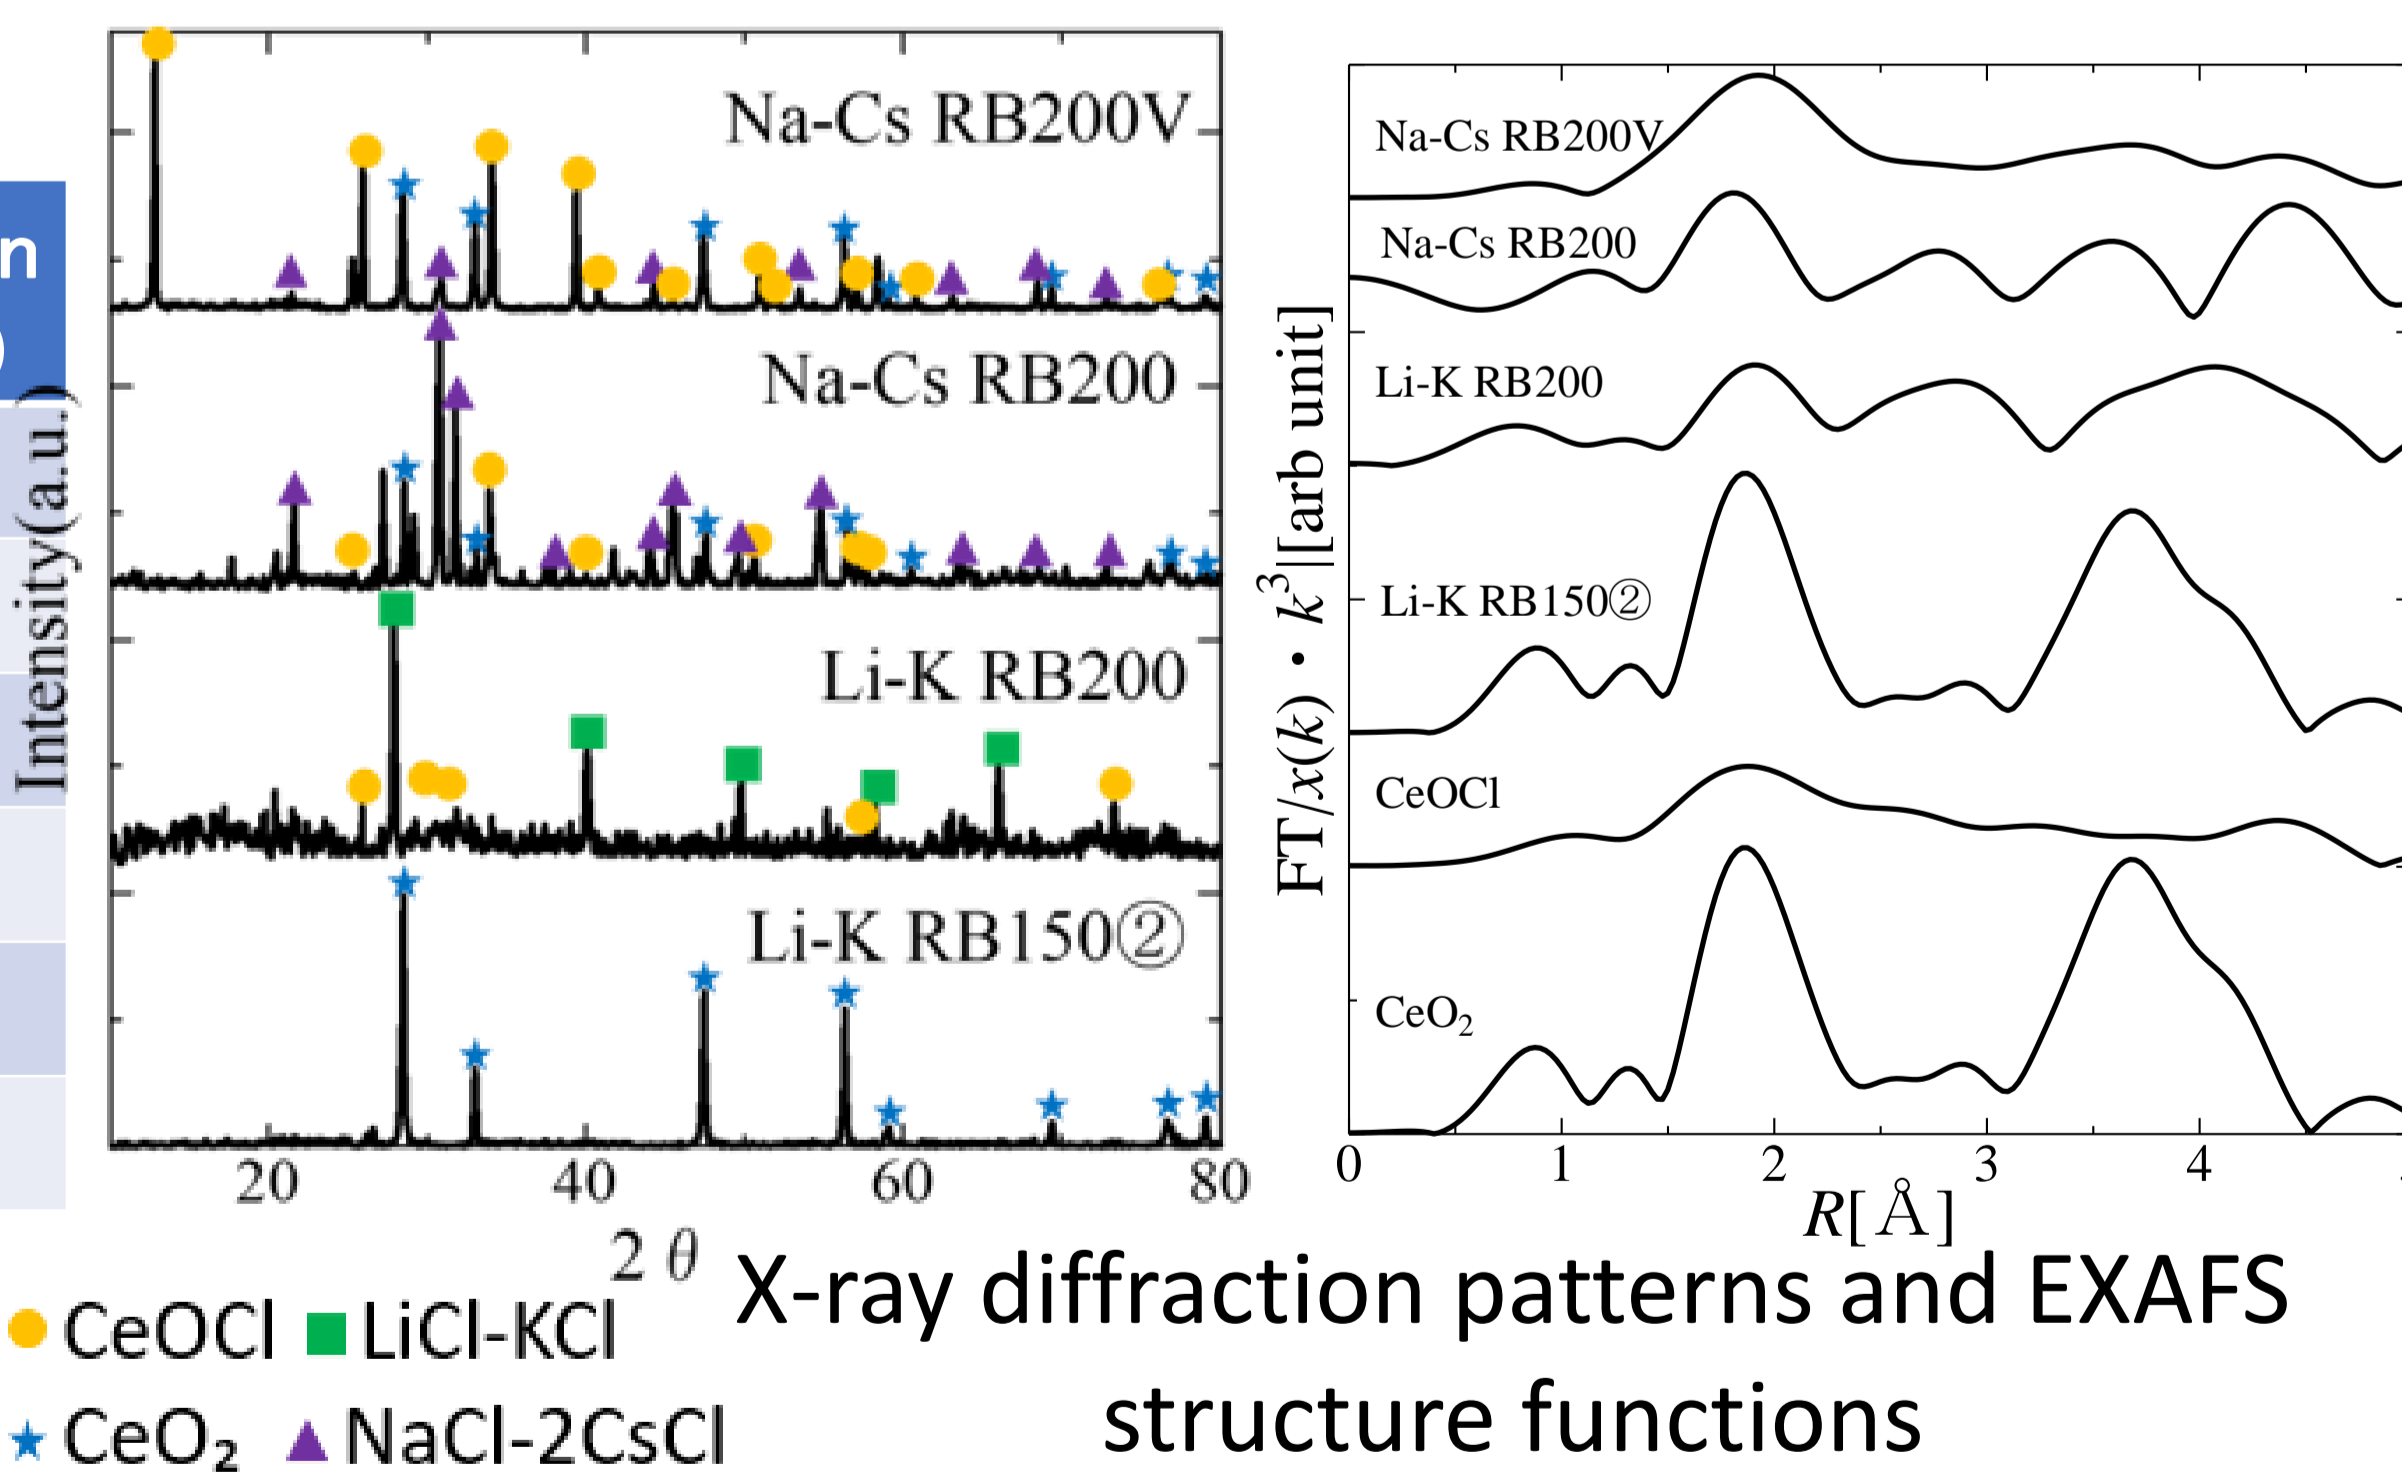 n
)
Intensity(a.u.)
Na-Cs RB200V
Na-Cs RB200
Li-K RB200
Li-K RB150②
20 40 60 80
2 θ
FT/x(k) • k³|[arb unit]
Na-Cs RB200V
Na-Cs RB200
Li-K RB200
Li-K RB150②
CeOCl
CeO₂
0 1 2 3 4
R[Å]
CeOCl LiCl-KCl
CeO₂ NaCl-2CsCl
X-ray diffraction patterns and EXAFS
structure functions